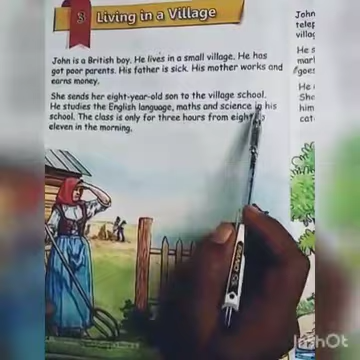 3 Living in a Village
John is a British boy. He lives in a small village. He has
got poor parents. His father is sick. His mother works and
earns money.
She sends her eight-year-old son to the village school.
He studies the English language, maths and science in his
school. The class is only for three hours from eight
eleven in the morning.
John
telep
villag
He s
mark
goes
He
She
him
cat